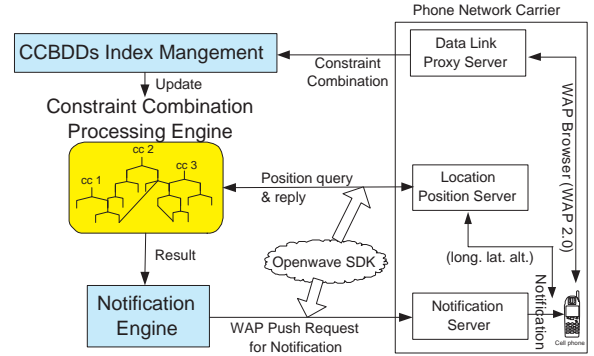 Phone Network Carrier
CCBDDs Index Mangement
Data Link
Proxy Server
Constraint
Combination
Update
Constraint Combination
Processing Engine
cc 1
cc 2
cc 3
Position query
& reply
Location
Position Server
WAP Browser (WAP 2.0)
(long. lat. alt.)
Openwave SDK
Result
Notification
Engine
WAP Push Request
for Notification
Notification
Server
Notification
Cell phone